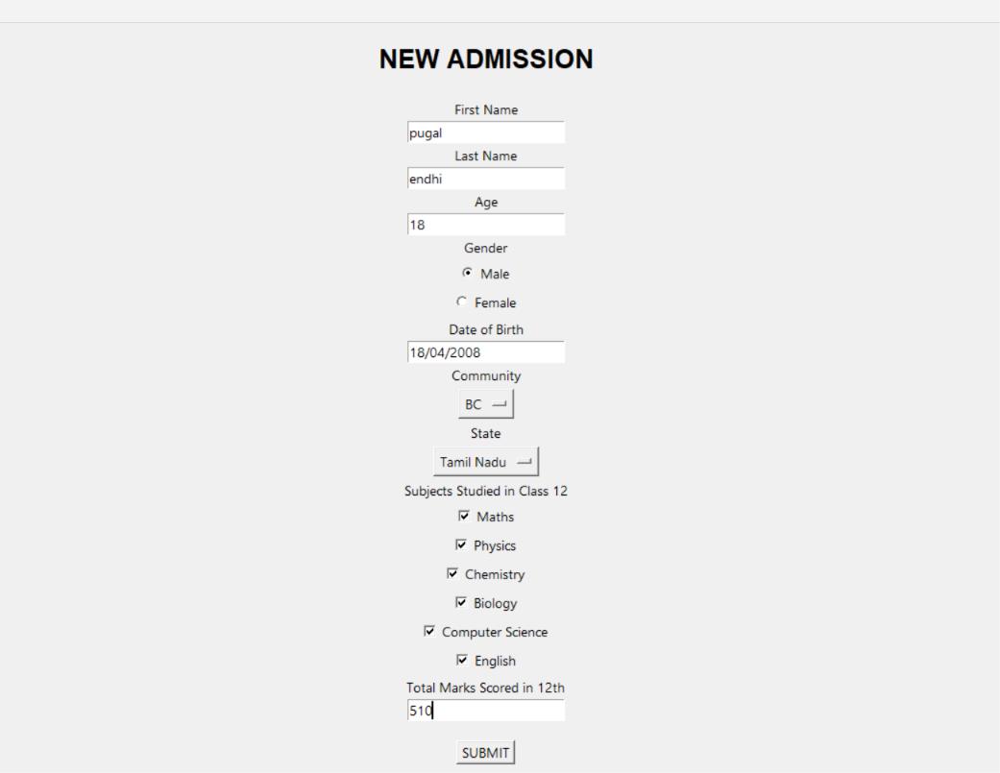 NEW ADMISSION
First Name
pugal
Last Name
endhi
Age
18
Gender
Male
Female
Date of Birth
18/04/2008
Community
BC
State
Tamil Nadu
Subjects Studied in Class 12
Maths
Physics
Chemistry
Biology
Computer Science
English
Total Marks Scored in 12th
510
SUBMIT